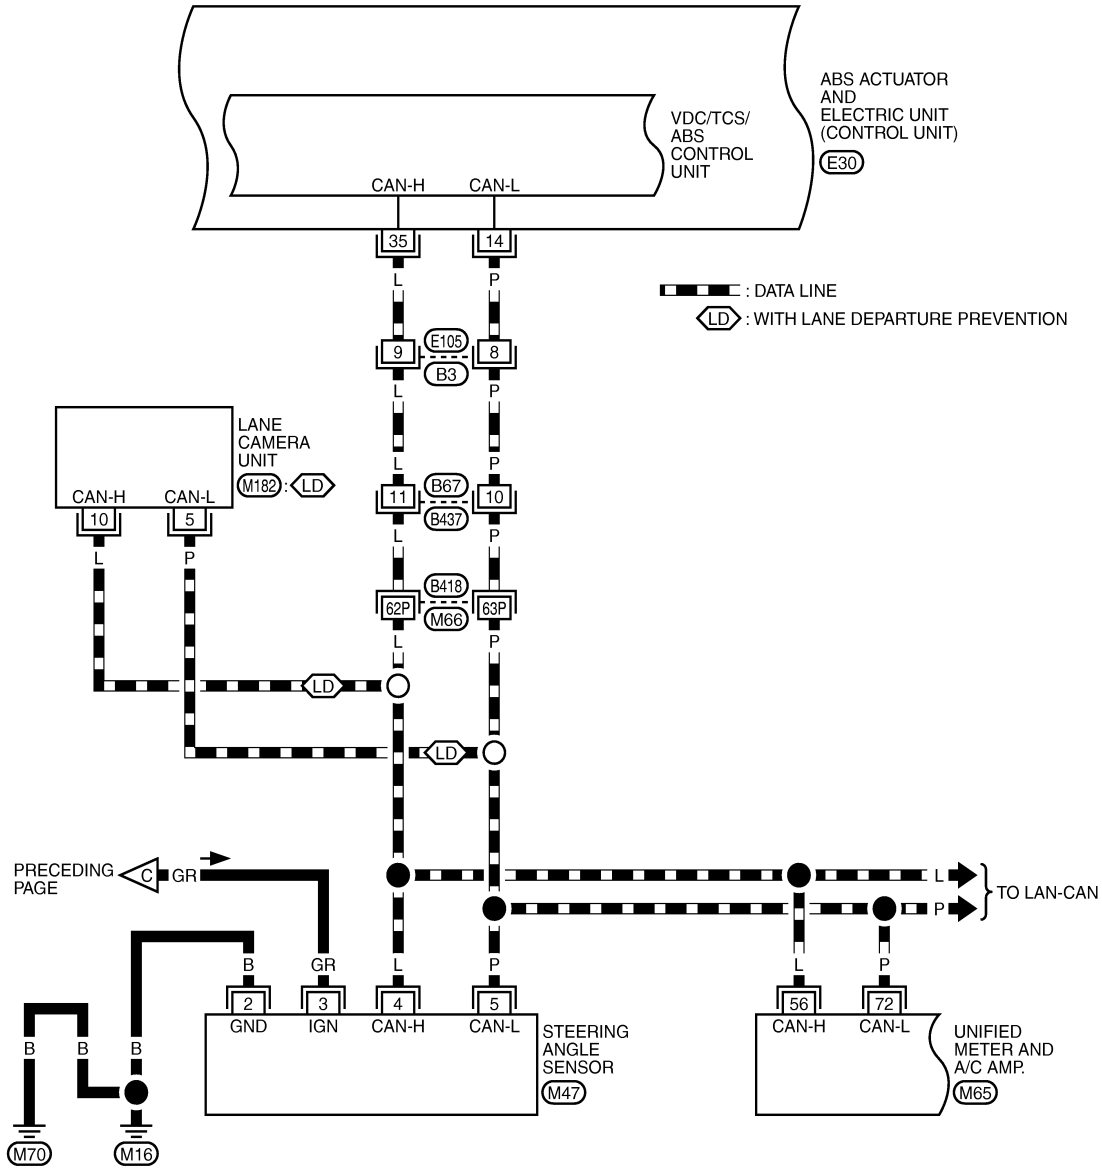 ABS ACTUATOR
AND
ELECTRIC UNIT
(CONTROL UNIT)
E30
VDC/TCS/
ABS
CONTROL
UNIT
CAN-H CAN-L
35 14
L P
: DATA LINE
LD : WITH LANE DEPARTURE PREVENTION
E105
9 8
B3
L P
LANE
CAMERA
UNIT
M182 : LD
CAN-H CAN-L
10 5
L P
L P
B67
11 10
B437
L P
B418
62P 63P
M66
L P
LD
LD
PRECEDING
PAGE
C GR
L
P
TO LAN-CAN
B GR L P L P
2 3 4 5 56 72
GND IGN CAN-H CAN-L
CAN-H CAN-L
STEERING
ANGLE
SENSOR
M47
UNIFIED
METER AND
A/C AMP.
M65
B B B
M70 M16